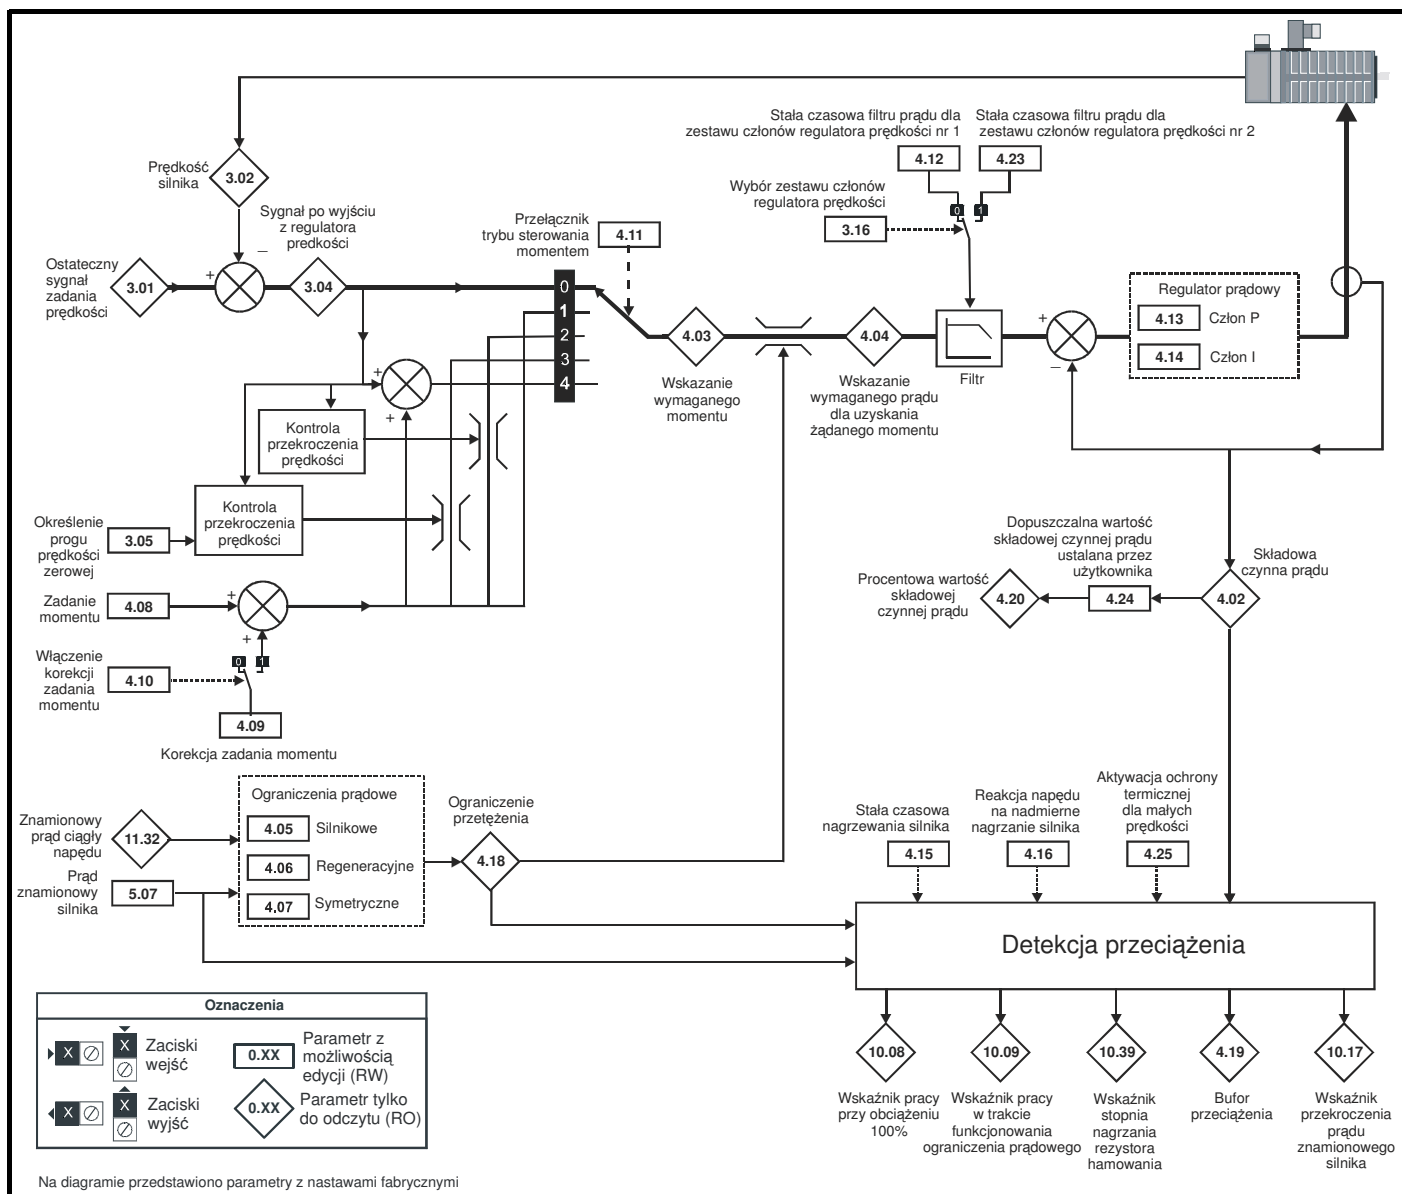 Stała czasowa filtru prądu dla
zestawu członów regulatora prędkości nr 1
Stała czasowa filtru prądu dla
zestawu członów regulatora prędkości nr 2
4.12
4.23
Prędkość
silnika
3.02
Wybór zestawu członów
regulatora prędkości
3.16
0
1
Sygnał po wyjściu
z regulatora
predkości
Przełącznik
trybu sterowania
momentem
4.11
Ostateczny
sygnał
zadania
prędkości
3.01
+
–
3.04
0
1
2
3
4
4.03
Wskazanie
wymaganego
momentu
4.04
Wskazanie
wymaganego prądu
dla uzyskania
żądanego momentu
Filtr
+
–
Regulator prądowy
4.13
Człon P
4.14
Człon I
+
+
Kontrola
przekroczenia
prędkości
Kontrola
przekroczenia
prędkości
Określenie
progu
prędkości
zerowej
3.05
Dopuszczalna wartość
składowej czynnej prądu
ustalana przez
użytkownika
Składowa
czynna prądu
Procentowa wartość
składowej
czynnej prądu
4.20
4.24
4.02
Zadanie
momentu
4.08
+
+
Włączenie
korekcji
zadania
momentu
4.10
0
1
4.09
Korekcja zadania momentu
Znamionowy
prąd ciągły
napędu
11.32
Prąd
znamionowy
silnika
5.07
Ograniczenia prądowe
4.05
Silnikowe
4.06
Regeneracyjne
4.07
Symetryczne
Ograniczenie
przetężenia
4.18
Stała czasowa
nagrzewania silnika
4.15
Reakcja napędu
na nadmierne
nagrzanie silnika
4.16
Aktywacja ochrony
termicznej
dla małych
prędkości
4.25
Detekcja przeciążenia
10.08
10.09
10.39
4.19
10.17
Wskaźnik pracy
przy obciążeniu
100%
Wskaźnik pracy
w trakcie
funkcjonowania
ograniczenia prądowego
Wskaźnik
stopnia
nagrzania
rezystora
hamowania
Bufor
przeciążenia
Wskaźnik
przekroczenia
prądu
znamionowego
silnika
Oznaczenia
X
X
Zaciski
wejść
0.XX
Parametr z
możliwością
edycji (RW)
X
X
Zaciski
wyjść
0.XX
Parametr tylko
do odczytu (RO)
Na diagramie przedstawiono parametry z nastawami fabrycznymi